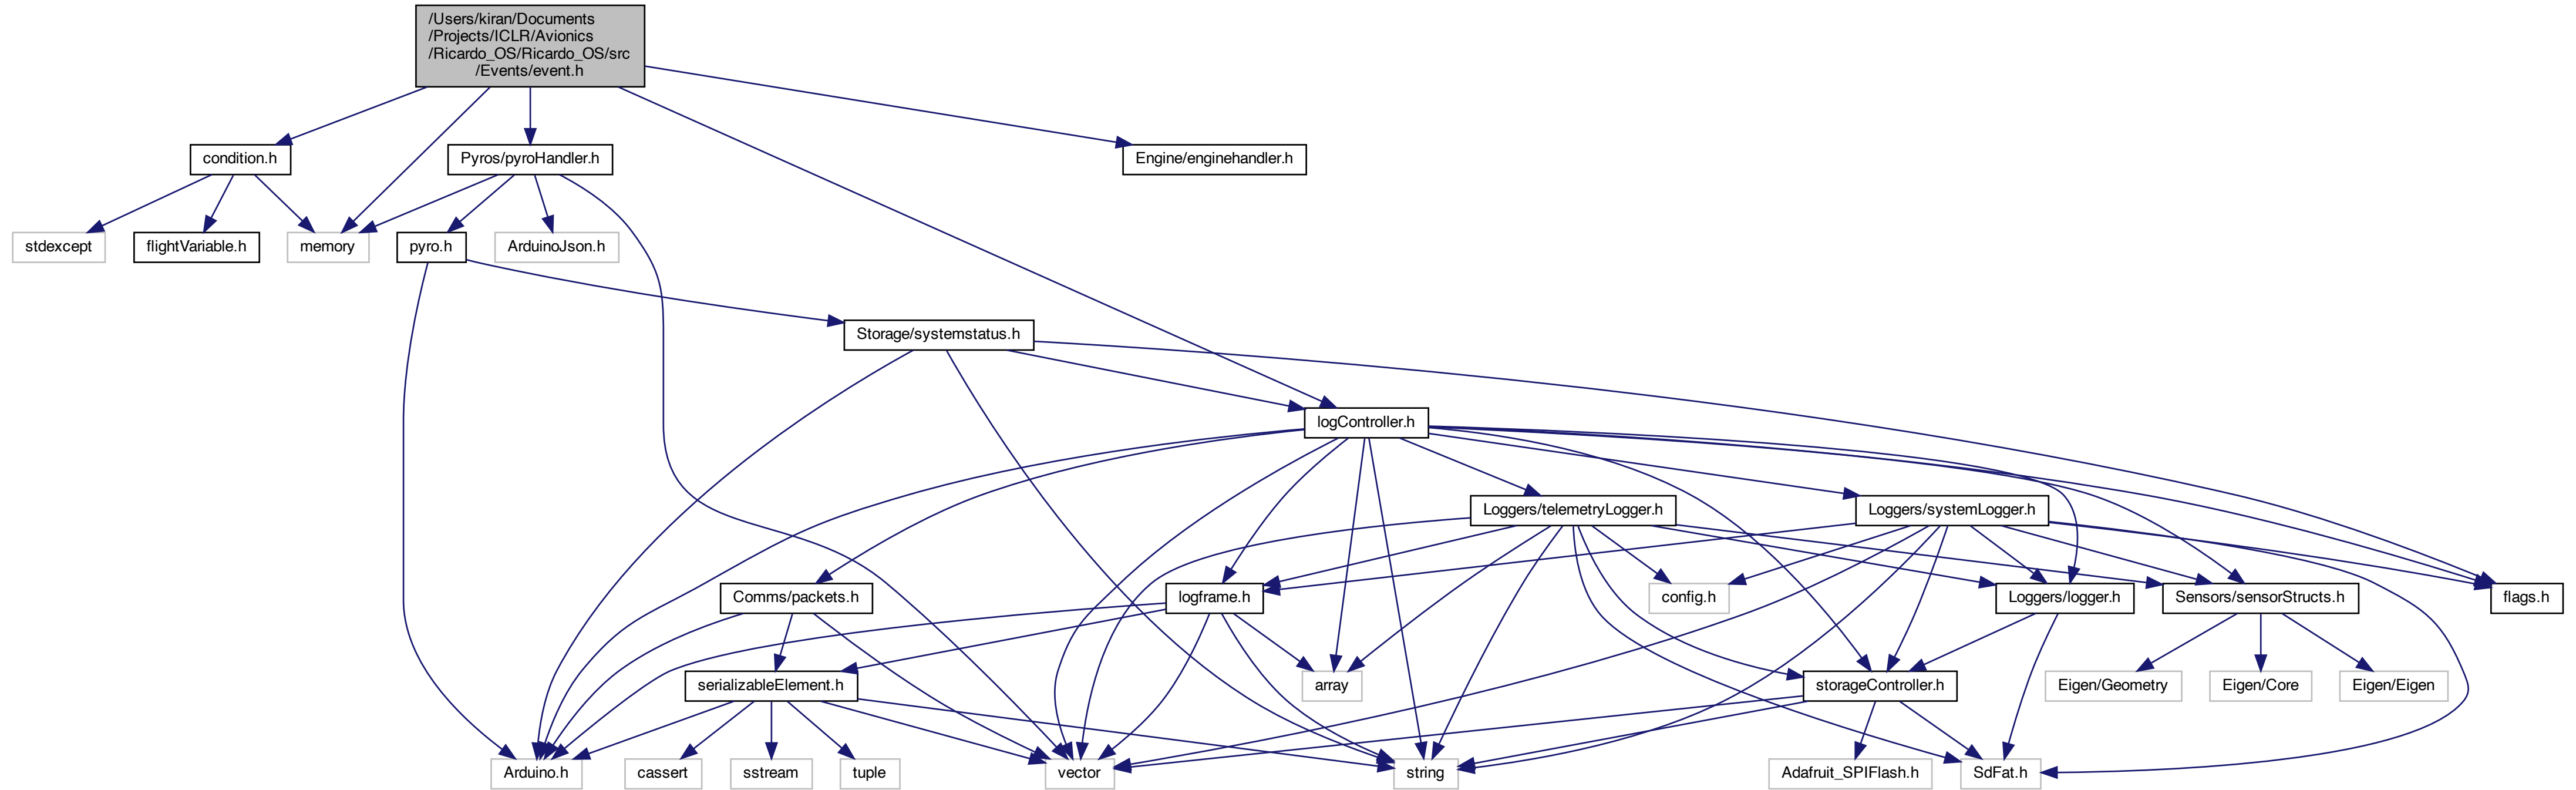 /Users/kiran/Documents
/Projects/ICLR/Avionics
/Ricardo_OS/Ricardo_OS/src
/Events/event.h
condition.h
Pyros/pyroHandler.h
Engine/enginehandler.h
stdexcept
flightVariable.h
memory
pyro.h
ArduinoJson.h
Storage/systemstatus.h
logController.h
Loggers/telemetryLogger.h
Loggers/systemLogger.h
Comms/packets.h
logframe.h
config.h
Loggers/logger.h
Sensors/sensorStructs.h
flags.h
serializableElement.h
array
storageController.h
Eigen/Geometry
Eigen/Core
Eigen/Eigen
Arduino.h
cassert
sstream
tuple
vector
string
Adafruit_SPIFlash.h
SdFat.h